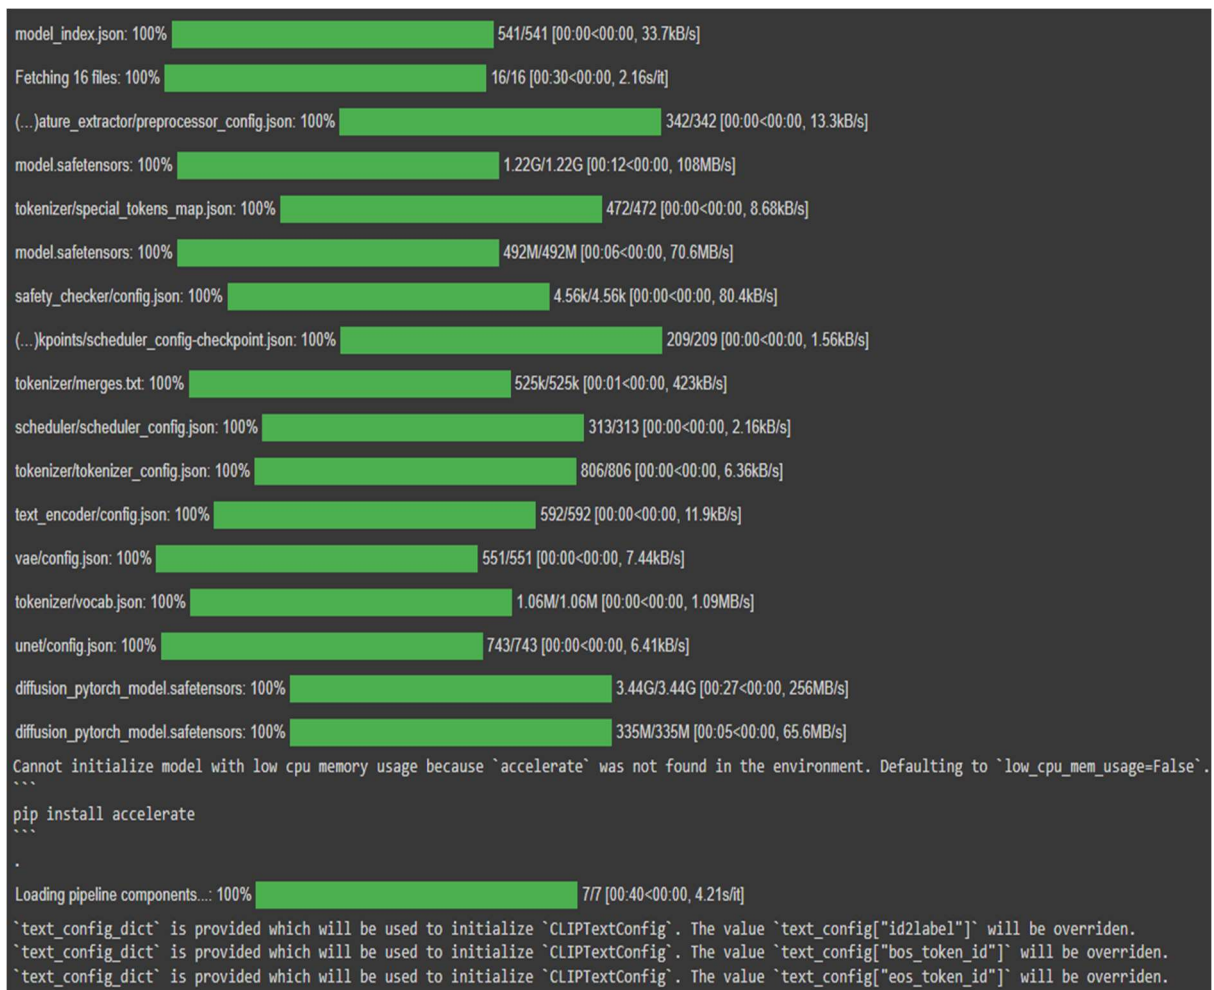 model_index.json: 100% 541/541 [00:00<00:00, 33.7kB/s]
Fetching 16 files: 100% 16/16 [00:30<00:00, 2.16s/it]
(...)ature_extractor/preprocessor_config.json: 100% 342/342 [00:00<00:00, 13.3kB/s]
model.safetensors: 100% 1.22G/1.22G [00:12<00:00, 108MB/s]
tokenizer/special_tokens_map.json: 100% 472/472 [00:00<00:00, 8.68kB/s]
model.safetensors: 100% 492M/492M [00:06<00:00, 70.6MB/s]
safety_checker/config.json: 100% 4.56k/4.56k [00:00<00:00, 80.4kB/s]
(...)kpoints/scheduler_config-checkpoint.json: 100% 209/209 [00:00<00:00, 1.56kB/s]
tokenizer/merges.txt: 100% 525k/525k [00:01<00:00, 423kB/s]
scheduler/scheduler_config.json: 100% 313/313 [00:00<00:00, 2.16kB/s]
tokenizer/tokenizer_config.json: 100% 806/806 [00:00<00:00, 6.36kB/s]
text_encoder/config.json: 100% 592/592 [00:00<00:00, 11.9kB/s]
vae/config.json: 100% 551/551 [00:00<00:00, 7.44kB/s]
tokenizer/vocab.json: 100% 1.06M/1.06M [00:00<00:00, 1.09MB/s]
unet/config.json: 100% 743/743 [00:00<00:00, 6.41kB/s]
diffusion_pytorch_model.safetensors: 100% 3.44G/3.44G [00:27<00:00, 256MB/s]
diffusion_pytorch_model.safetensors: 100% 335M/335M [00:05<00:00, 65.6MB/s]
Cannot initialize model with low cpu memory usage because `accelerate` was not found in the environment. Defaulting to `low_cpu_mem_usage=False`.
```
pip install accelerate
```
.
Loading pipeline components...: 100% 7/7 [00:40<00:00, 4.21s/it]
`text_config_dict` is provided which will be used to initialize `CLIPTextConfig`. The value `text_config["id2label"]` will be overriden.
`text_config_dict` is provided which will be used to initialize `CLIPTextConfig`. The value `text_config["bos_token_id"]` will be overriden.
`text_config_dict` is provided which will be used to initialize `CLIPTextConfig`. The value `text_config["eos_token_id"]` will be overriden.